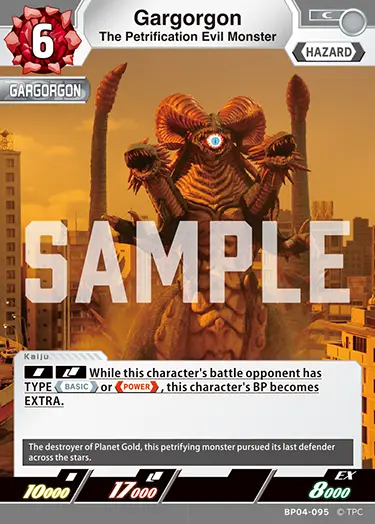 6
Gargorgon
The Petrification Evil Monster
C
HAZARD
GARGORGON
SAMPLE
Kaiju
While this character's battle opponent has
TYPE BASIC or POWER, this character's BP becomes
EXTRA.
The destroyer of Planet Gold, this petrifying monster pursued its last defender
across the stars.
10000
17000
EX
8000
BP04-095 © TPC